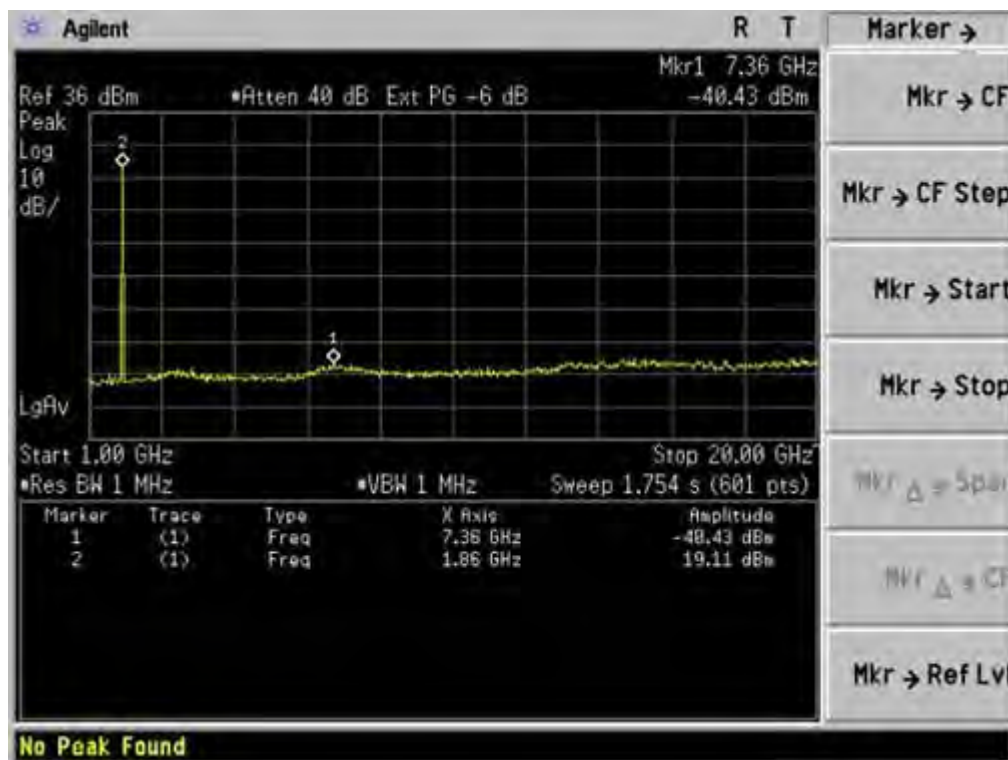 Agilent R T
Marker →
Mkr1 7.36 GHz
Ref 36 dBm *Atten 40 dB Ext PG -6 dB -40.43 dBm
Peak
Log
10
dB/
2
1
LgAv
Start 1.00 GHz Stop 20.00 GHz
*Res BW 1 MHz *VBW 1 MHz Sweep 1.754 s (601 pts)
Marker Trace Type X Axis Amplitude
1 (1) Freq 7.36 GHz -40.43 dBm
2 (1) Freq 1.86 GHz 19.11 dBm
No Peak Found
Mkr → CF
Mkr → CF Step
Mkr → Start
Mkr → Stop
Mkr Δ →
Mkr Δ →
Mkr → Ref Lvl